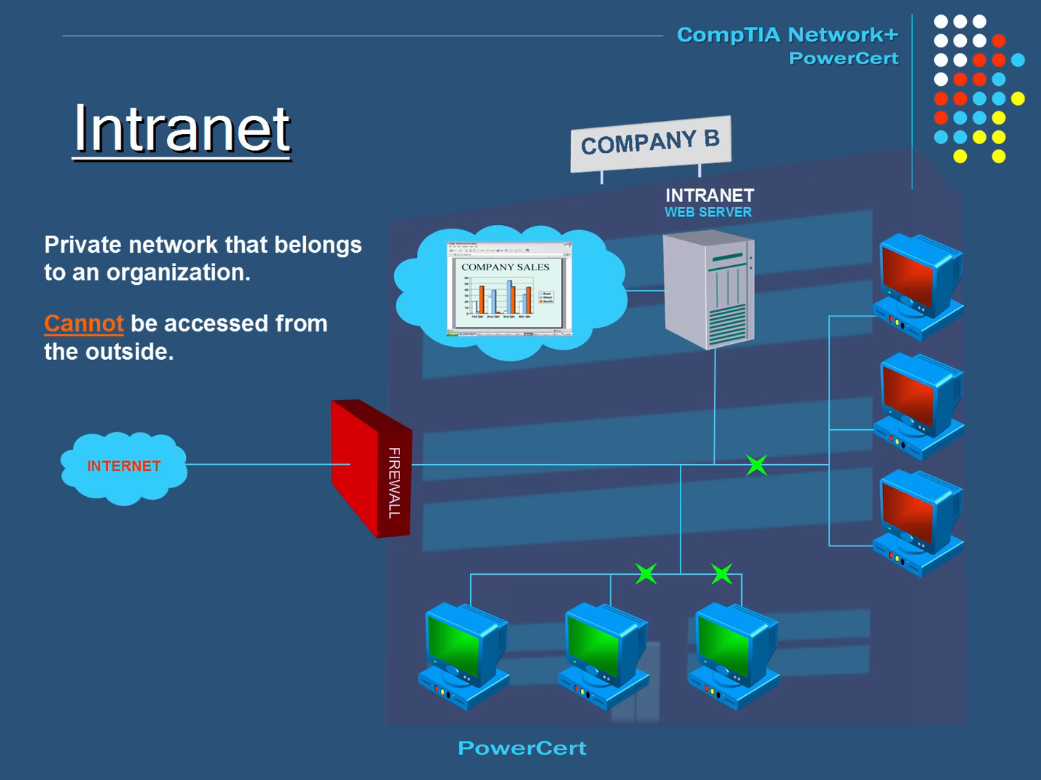 CompTIA Network+
PowerCert
Intranet
COMPANY B
INTRANET
WEB SERVER
Private network that belongs
to an organization.
COMPANY SALES
Cannot be accessed from
the outside.
INTERNET
FIREWALL
PowerCert